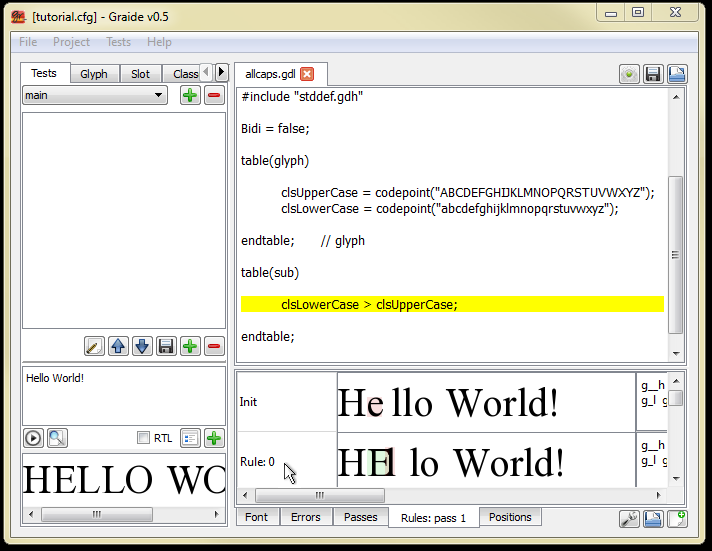 [tutorial.cfg] - Graide v0.5
File Project Tests Help
Tests Glyph Slot Class
main
Hello World!
RTL
HELLO WO
allcaps.gdl
#include "stddef.gdh"
Bidi = false;
table(glyph)
clsUpperCase = codepoint("ABCDEFGHIJKLMNOPQRSTUVWXYZ");
clsLowerCase = codepoint("abcdefghijklmnopqrstuvwxyz");
endtable; // glyph
table(sub)
clsLowerCase > clsUpperCase;
endtable;
Init
He llo World!
g__h
g_l g
Rule: 0
HEl lo World!
g__h
g_l g
Font Errors Passes Rules: pass 1 Positions